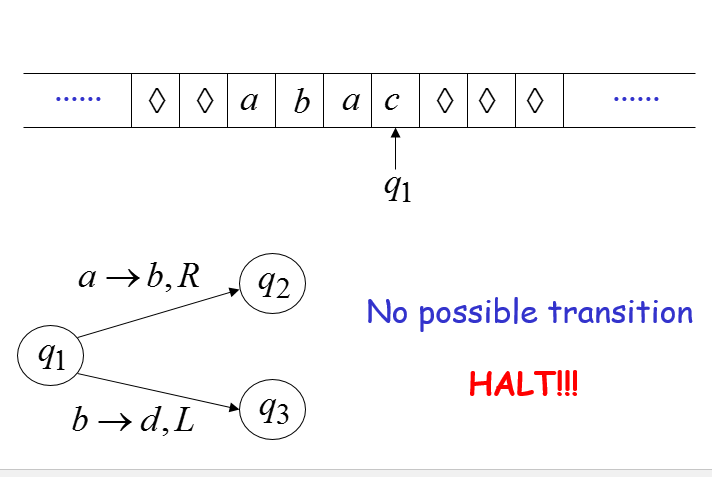 ...... ◊ ◊ a b a c ◊ ◊ ◊ ......
q₁
a → b, R
q₂
No possible transition
q₁
HALT!!!
q₃
b → d, L